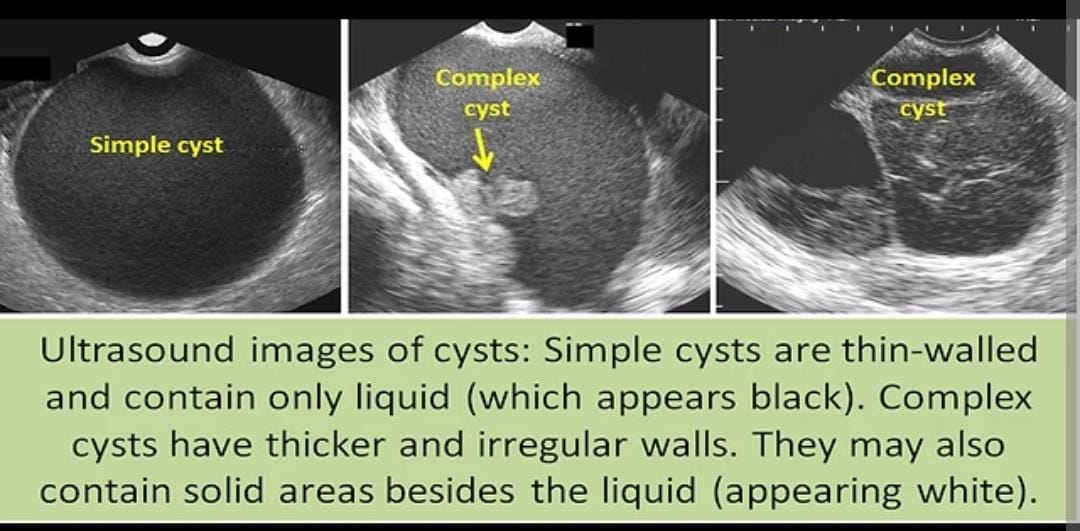 Simple cyst
Complex
cyst
Complex
cyst
Ultrasound images of cysts: Simple cysts are thin-walled
and contain only liquid (which appears black). Complex
cysts have thicker and irregular walls. They may also
contain solid areas besides the liquid (appearing white).